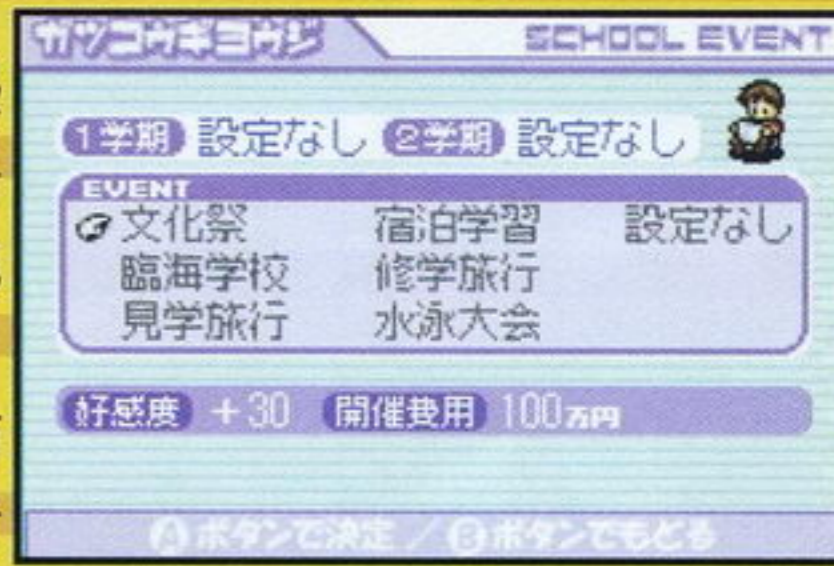 ガッコウギョウジ SCHOOL EVENT
1学期 設定なし 2学期 設定なし
EVENT
文化祭 宿泊学習 設定なし
臨海学校 修学旅行
見学旅行 水泳大会
好感度 +30 開催費用 100万円
Aボタンで決定/Bボタンでもどる